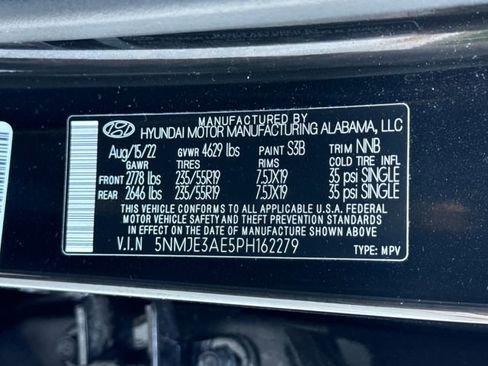 MANUFACTURED BY
HYUNDAI MOTOR MANUFACTURING ALABAMA, LLC
Aug/15/22 GVWR 4629 lbs PAINT S3B TRIM NNB
GAWR TIRES RIMS COLD TIRE INFL
FRONT 2778 lbs 235/55R19 7.5JX19 35 psi SINGLE
REAR 2646 lbs 235/55R19 7.5JX19 35 psi SINGLE
THIS VEHICLE CONFORMS TO ALL APPLICABLE U.S.A. FEDERAL
MOTOR VEHICLE SAFETY AND THEFT PREVENTION STANDARDS
IN EFFECT ON THE DATE OF MANUFACTURE SHOWN ABOVE.
V.I.N 5NMJE3AE5PH162279 TYPE: MPV